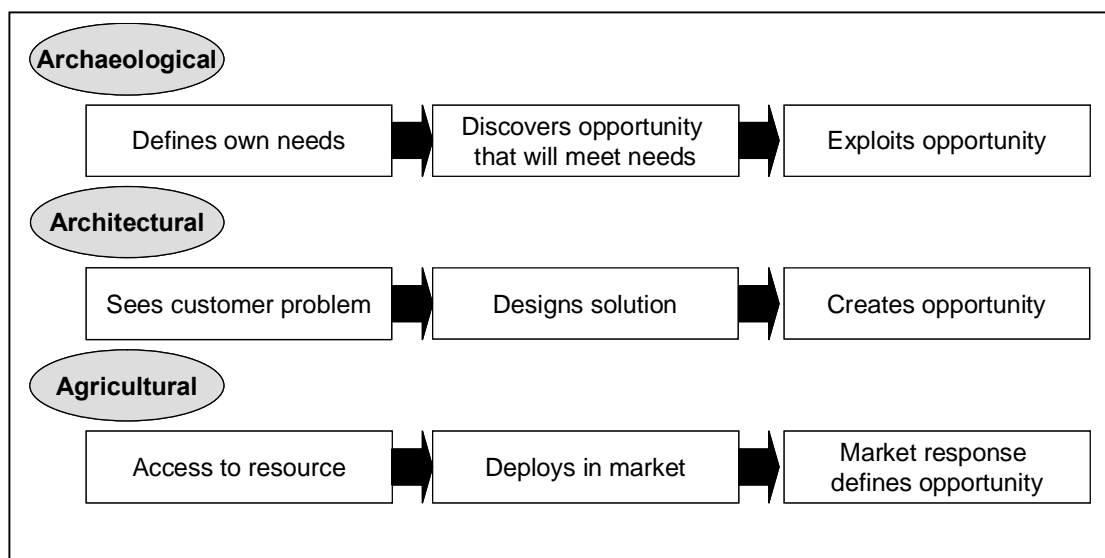 Archaeological
Defines own needs
Discovers opportunity
that will meet needs
Exploits opportunity
Architectural
Sees customer problem
Designs solution
Creates opportunity
Agricultural
Access to resource
Deploys in market
Market response
defines opportunity